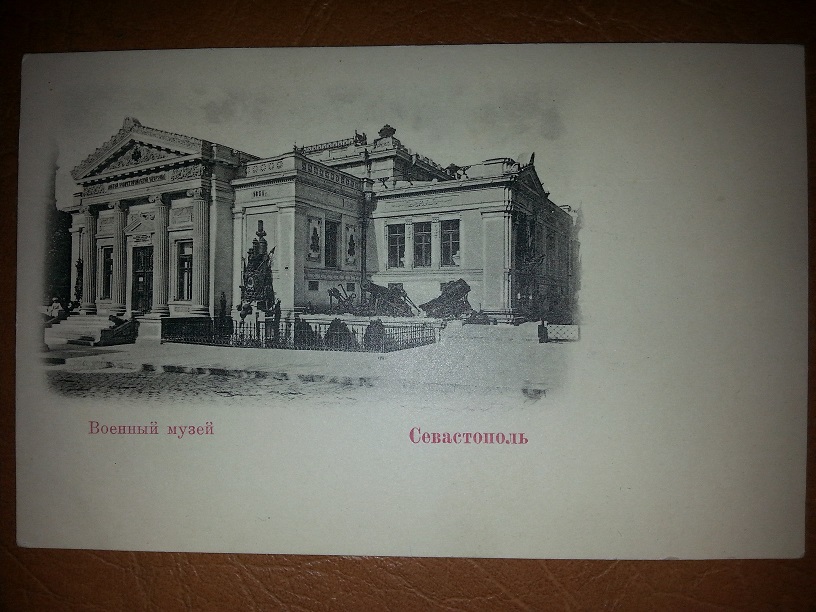 Военный музей
Севастополь